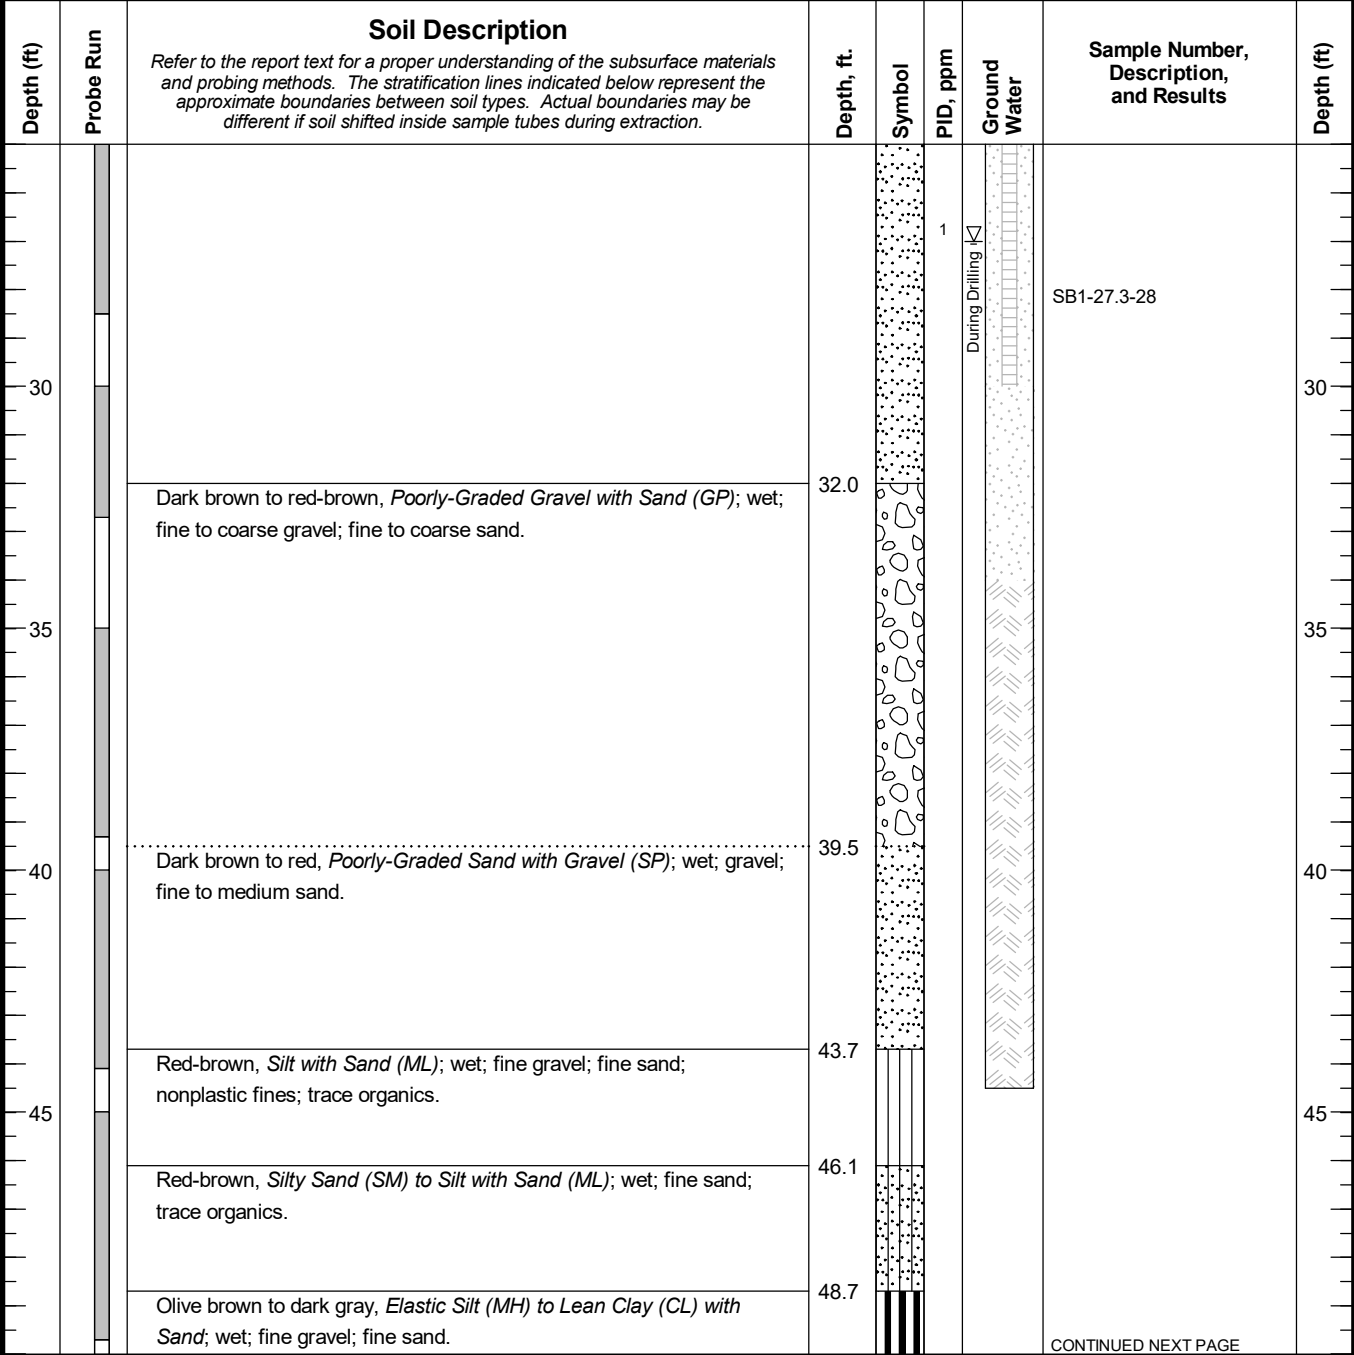 Depth (ft)
Probe Run
Soil Description
Refer to the report text for a proper understanding of the subsurface materials
and probing methods. The stratification lines indicated below represent the
approximate boundaries between soil types. Actual boundaries may be
different if soil shifted inside sample tubes during extraction.
Depth, ft.
Symbol
PID, ppm
Ground
Water
Sample Number,
Description,
and Results
Depth (ft)
1
During Drilling
SB1-27.3-28
30
30
32.0
Dark brown to red-brown, Poorly-Graded Gravel with Sand (GP); wet;
fine to coarse gravel; fine to coarse sand.
35
35
39.5
Dark brown to red, Poorly-Graded Sand with Gravel (SP); wet; gravel;
fine to medium sand.
40
40
43.7
Red-brown, Silt with Sand (ML); wet; fine gravel; fine sand;
nonplastic fines; trace organics.
45
45
46.1
Red-brown, Silty Sand (SM) to Silt with Sand (ML); wet; fine sand;
trace organics.
48.7
Olive brown to dark gray, Elastic Silt (MH) to Lean Clay (CL) with
Sand; wet; fine gravel; fine sand.
CONTINUED NEXT PAGE